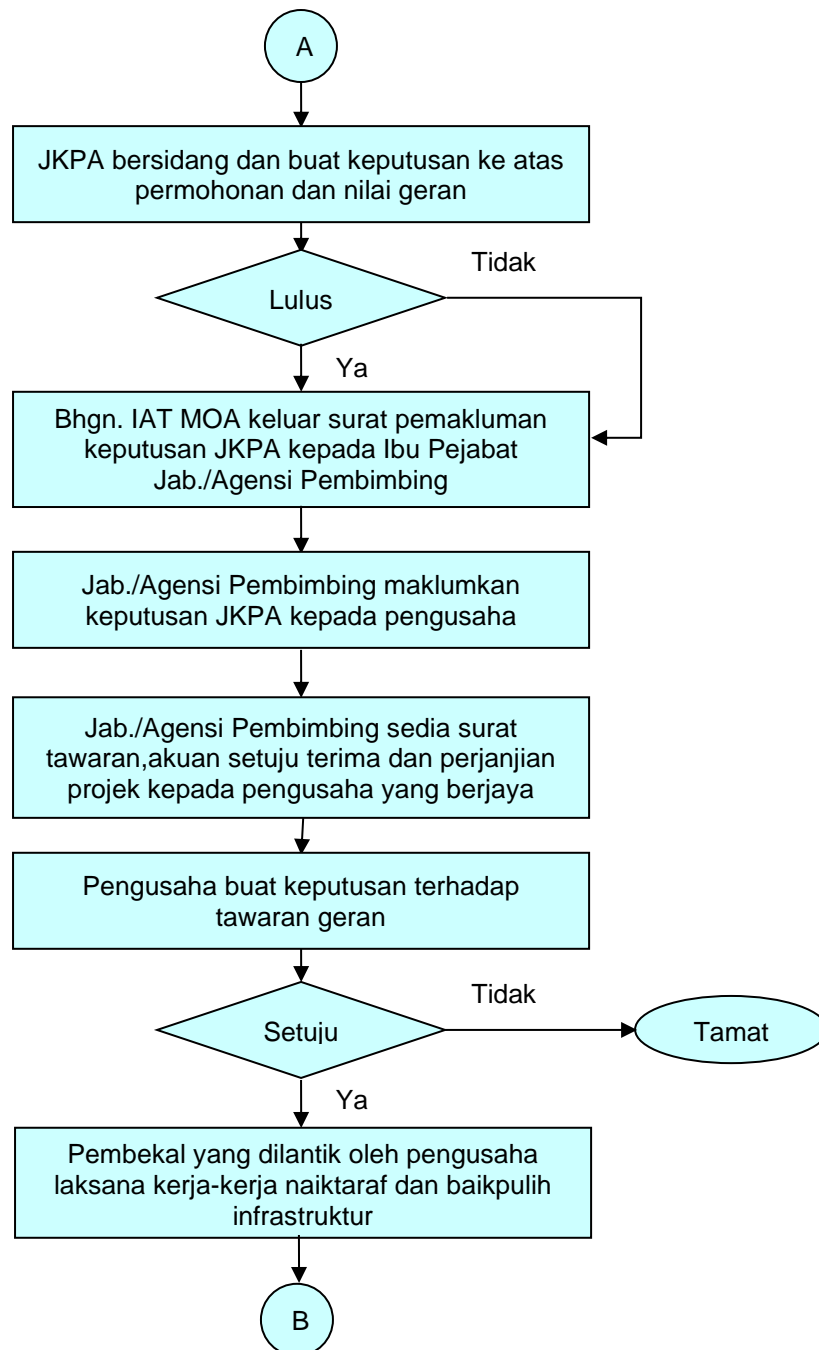 A
JKPA bersidang dan buat keputusan ke atas
permohonan dan nilai geran
Tidak
Lulus
Ya
Bhgn. IAT MOA keluar surat pemakluman
keputusan JKPA kepada Ibu Pejabat
Jab./Agensi Pembimbing
Jab./Agensi Pembimbing maklumkan
keputusan JKPA kepada pengusaha
Jab./Agensi Pembimbing sedia surat
tawaran,akuan setuju terima dan perjanjian
projek kepada pengusaha yang berjaya
Pengusaha buat keputusan terhadap
tawaran geran
Tidak
Setuju
Tamat
Ya
Pembekal yang dilantik oleh pengusaha
laksana kerja-kerja naiktaraf dan baikpulih
infrastruktur
B